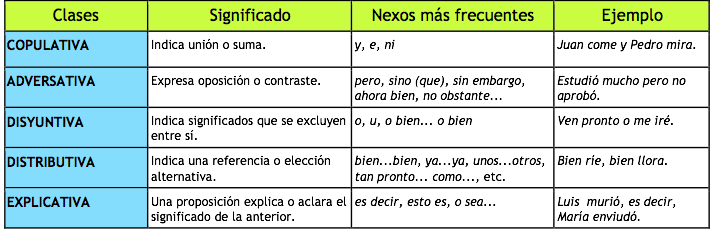 Clases Significado Nexos más frecuentes Ejemplo
COPULATIVA Indica unión o suma. y, e, ni Juan come y Pedro mira.
ADVERSATIVA Expresa oposición o contraste. pero, sino (que), sin embargo, ahora bien, no obstante... Estudió mucho pero no aprobó.
DISYUNTIVA Indica significados que se excluyen entre sí. o, u, o bien... o bien Ven pronto o me iré.
DISTRIBUTIVA Indica una referencia o elección alternativa. bien...bien, ya...ya, unos...otros, tan pronto... como..., etc. Bien ríe, bien llora.
EXPLICATIVA Una proposición explica o aclara el significado de la anterior. es decir, esto es, o sea... Luis murió, es decir, María enviudó.